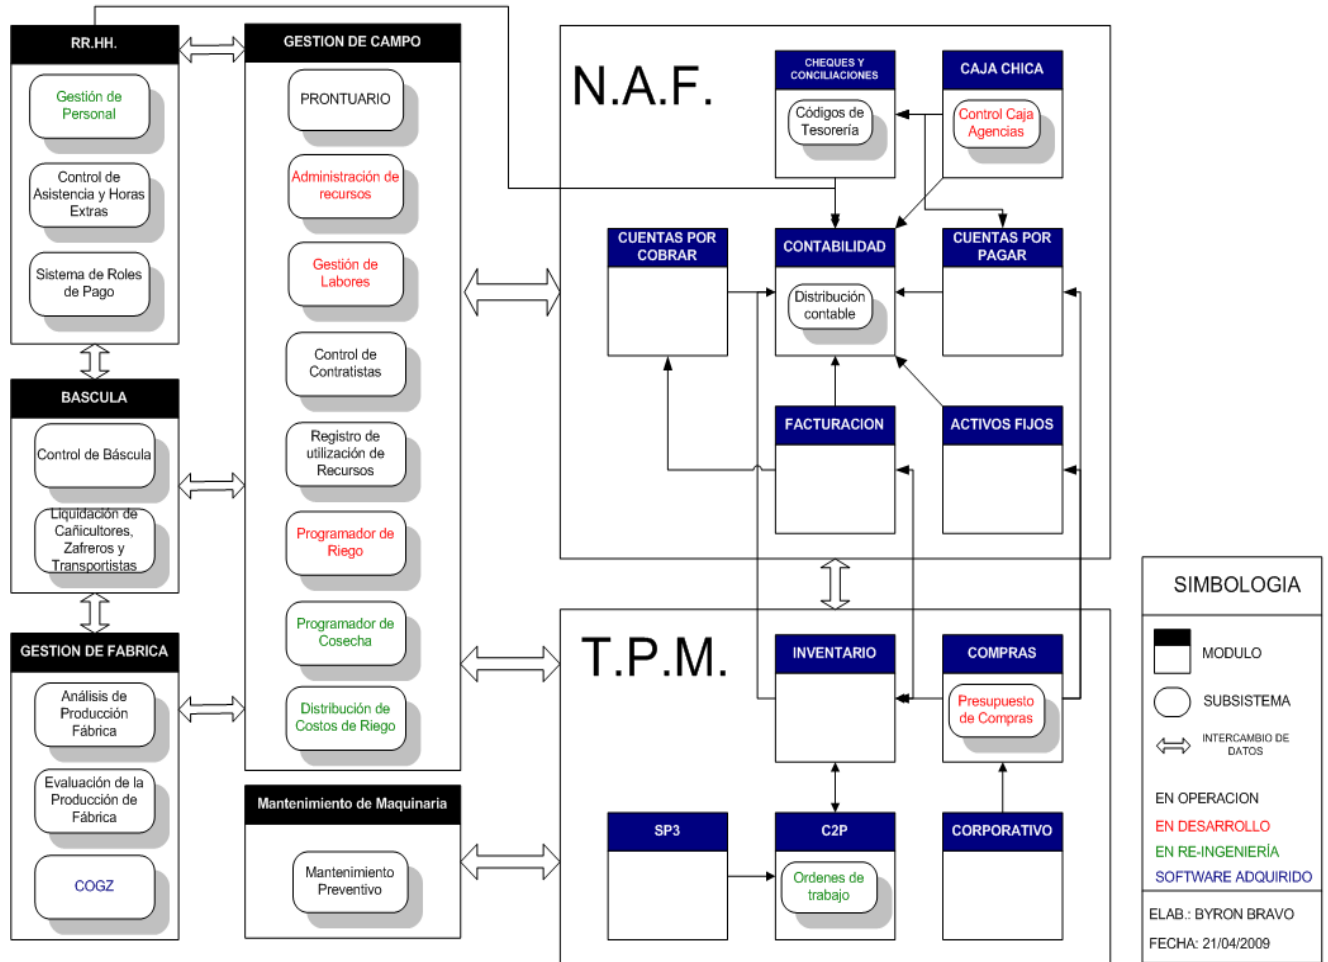 RR.HH.
Gestión de
Personal
Control de
Asistencia y Horas
Extras
Sistema de Roles
de Pago
BASCULA
Control de Báscula
Liquidación de
Cañicultores,
Zafreros y
Transportistas
GESTION DE FABRICA
Análisis de
Producción
Fábrica
Evaluación de la
Producción de
Fábrica
COGZ
GESTION DE CAMPO
PRONTUARIO
Administración de
recursos
Gestión de
Labores
Control de
Contratistas
Registro de
utilización de
Recursos
Programador de
Riego
Programador de
Cosecha
Distribución de
Costos de Riego
Mantenimiento de Maquinaria
Mantenimiento
Preventivo
N.A.F.
CHEQUES Y
CONCILIACIONES
Códigos de
Tesorería
CAJA CHICA
Control Caja
Agencias
CUENTAS POR
COBRAR
CONTABILIDAD
Distribución
contable
CUENTAS POR
PAGAR
FACTURACION
ACTIVOS FIJOS
T.P.M.
INVENTARIO
COMPRAS
Presupuesto
de Compras
SP3
C2P
Ordenes de
trabajo
CORPORATIVO
SIMBOLOGIA
MODULO
SUBSISTEMA
INTERCAMBIO DE
DATOS
EN OPERACION
EN DESARROLLO
EN RE-INGENIERÍA
SOFTWARE ADQUIRIDO
ELAB.: BYRON BRAVO
FECHA: 21/04/2009